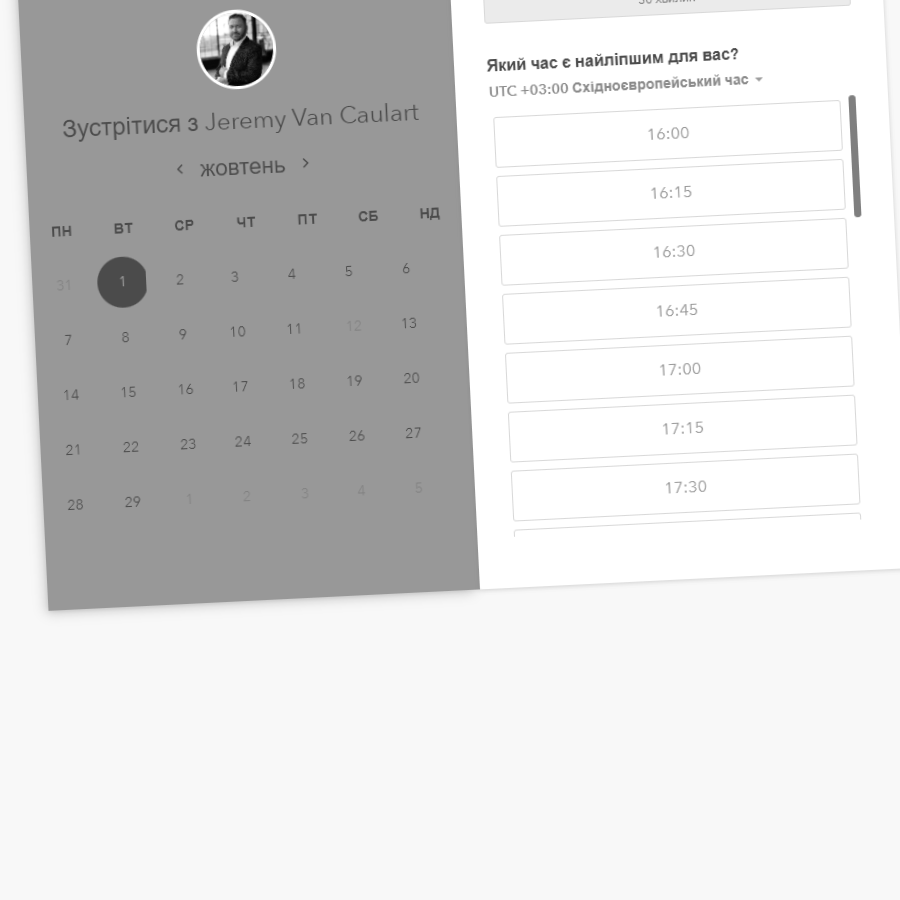 Зустрітися з Jeremy Van Caulart
жовтень
ПН ВТ СР ЧТ ПТ СБ НД
31 1 2 3 4 5 6
7 8 9 10 11 12 13
14 15 16 17 18 19 20
21 22 23 24 25 26 27
28 29 1 2 3 4 5
30 хвилин
Який час є найліпшим для вас?
UTC +03:00 Східноєвропейський час
16:00
16:15
16:30
16:45
17:00
17:15
17:30